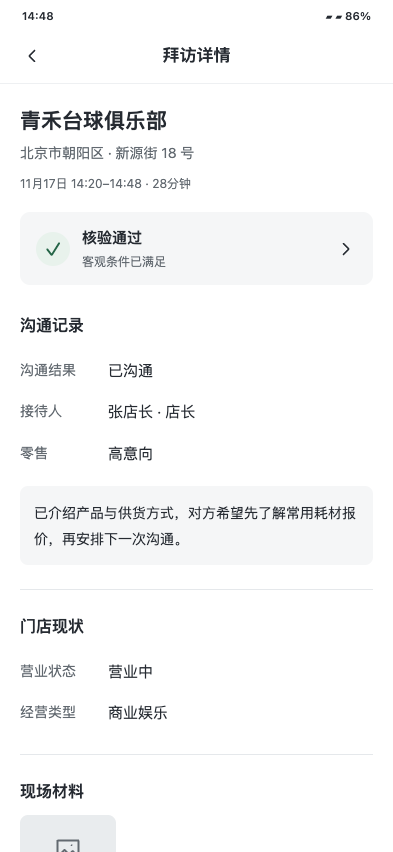 14:48
86%
拜访详情
青禾台球俱乐部
北京市朝阳区 · 新源街 18 号
11月17日 14:20–14:48 · 28分钟
核验通过
客观条件已满足
沟通记录
沟通结果 已沟通
接待人 张店长 · 店长
零售 高意向
已介绍产品与供货方式，对方希望先了解常用耗材报
价，再安排下一次沟通。
门店现状
营业状态 营业中
经营类型 商业娱乐
现场材料